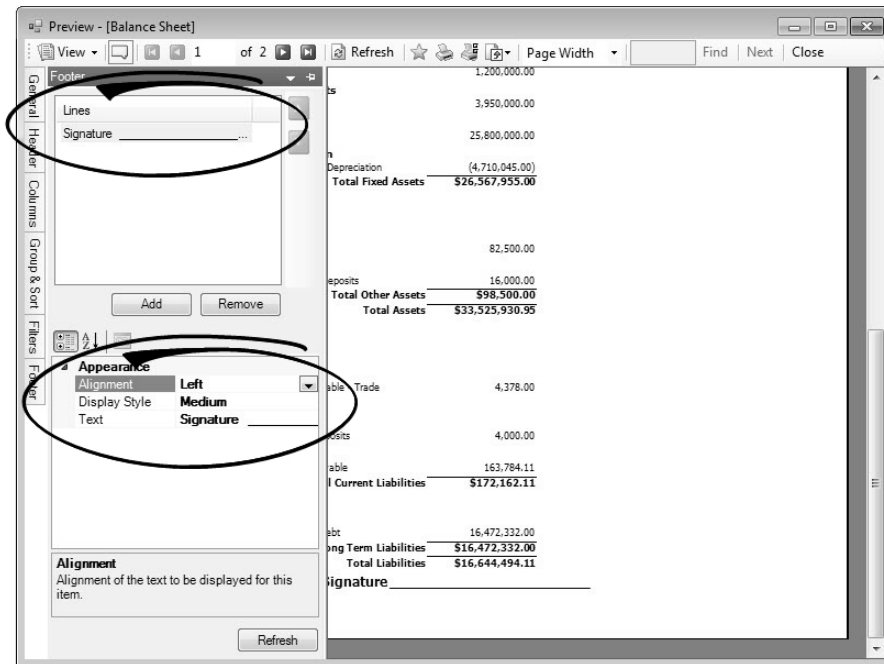 Preview - [Balance Sheet]
View 1 of 2 Refresh Page Width Find Next Close
General
Header
Columns
Group & Sort
Filters
Footer
Footer
Lines
Signature ____________________...
Add Remove
Appearance
Alignment Left
Display Style Medium
Text Signature ____________
Alignment
Alignment of the text to be displayed for this
item.
Refresh
1,200,000.00
ts
3,950,000.00
25,800,000.00
n
Depreciation (4,710,045.00)
Total Fixed Assets $26,567,955.00
82,500.00
eposits 16,000.00
Total Other Assets $98,500.00
Total Assets $33,525,930.95
able - Trade 4,378.00
posits 4,000.00
able 163,784.11
l Current Liabilities $172,162.11
ebt 16,472,332.00
ong Term Liabilities $16,472,332.00
Total Liabilities $16,644,494.11
Signature______________________________